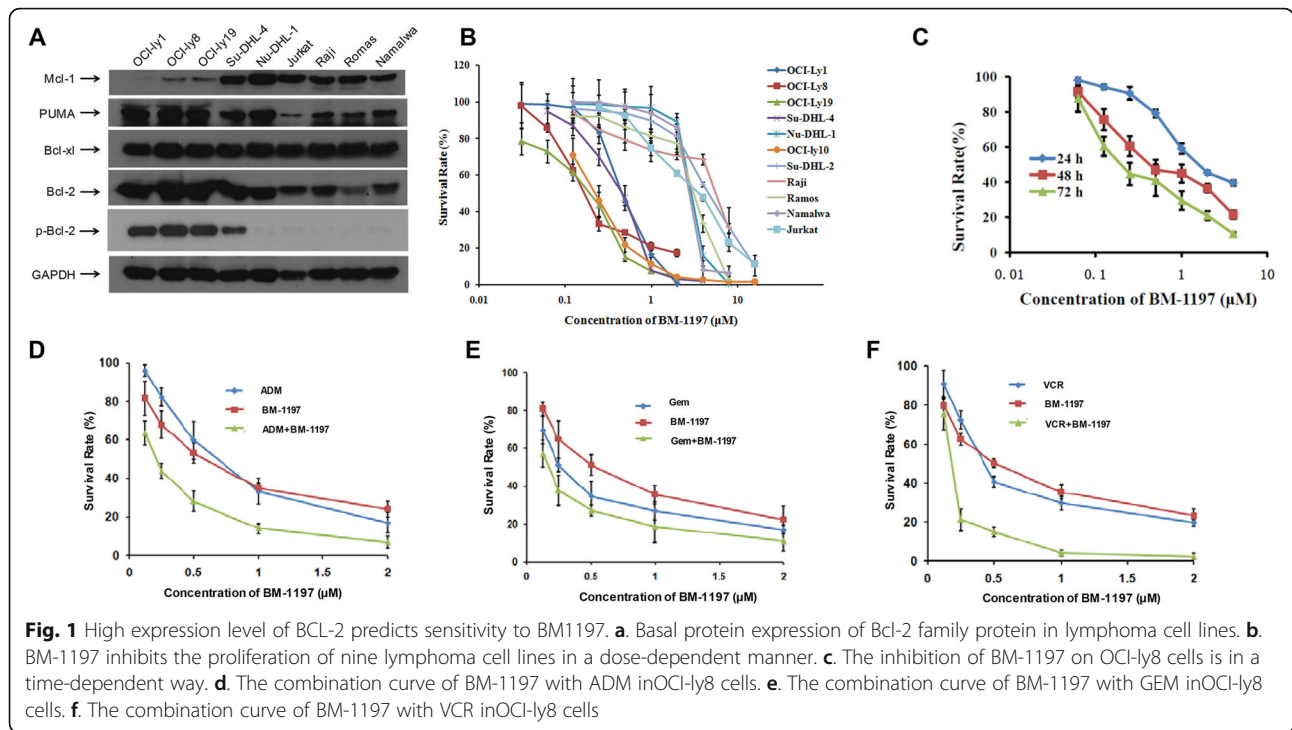 A
OCI-ly1 OCI-ly8 OCI-ly19 Su-DHL-4 Nu-DHL-1 Jurkat Raji Romas Namalwa
Mcl-1
PUMA
Bcl-xl
Bcl-2
p-Bcl-2
GAPDH
B
Survival Rate (%)
120
100
80
60
40
20
0
0.01 0.1 1 10
Concentration of BM-1197 (µM)
OCI-Ly1
OCI-Ly8
OCI-Ly19
Su-DHL-4
Nu-DHL-1
OCI-ly10
Su-DHL-2
Raji
Ramos
Namalwa
Jurkat
C
Survival Rate(%)
100
80
60
40
20
0
24 h
48 h
72 h
0.01 0.1 1 10
Concentration of BM-1197 (µM)
D
Survival Rate (%)
100
80
60
40
20
0
ADM
BM-1197
ADM+BM-1197
0.5 1 1.5 2
Concentration of BM-1197 (µM)
E
Survival Rate (%)
100
80
60
40
20
0
Gem
BM-1197
Gem+BM-1197
0 0.5 1 1.5 2
Concentration of BM-1197 (µM)
F
Survival Rate (%)
100
80
60
40
20
0
VCR
BM-1197
VCR+BM-1197
0 0.5 1 1.5 2
Concentration of BM-1197 (µM)
Fig. 1 High expression level of BCL-2 predicts sensitivity to BM1197. a. Basal protein expression of Bcl-2 family protein in lymphoma cell lines. b.
BM-1197 inhibits the proliferation of nine lymphoma cell lines in a dose-dependent manner. c. The inhibition of BM-1197 on OCI-ly8 cells is in a
time-dependent way. d. The combination curve of BM-1197 with ADM inOCI-ly8 cells. e. The combination curve of BM-1197 with GEM inOCI-ly8
cells. f. The combination curve of BM-1197 with VCR inOCI-ly8 cells